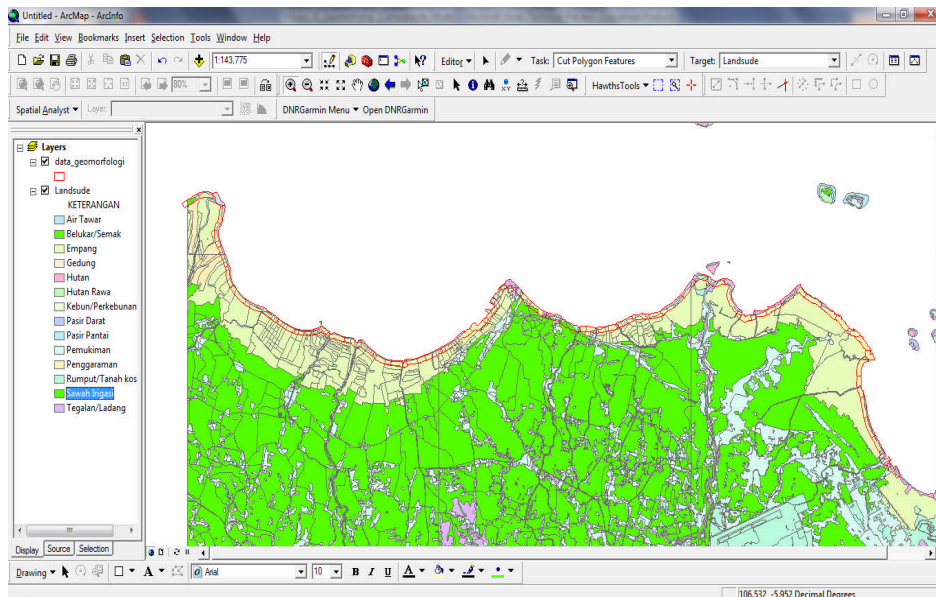 Untitled - ArcMap - ArcInfo
File Edit View Bookmarks Insert Selection Tools Window Help
1:143,775 Editor Task: Cut Polygon Features Target: Landsude
80% HawthsTools
Spatial Analyst Layer: DNRGarmin Menu Open DNRGarmin
Layers
data_geomorfologi
Landsude
KETERANGAN
Air Tawar
Belukar/Semak
Empang
Gedung
Hutan
Hutan Rawa
Kebun/Perkebunan
Pasir Darat
Pasir Pantai
Pemukiman
Penggaraman
Rumput/Tanah kos
Sawah Irigasi
Tegalan/Ladang
Display Source Selection
Drawing A Arial 10 B I U A
106.532 -5.952 Decimal Degrees